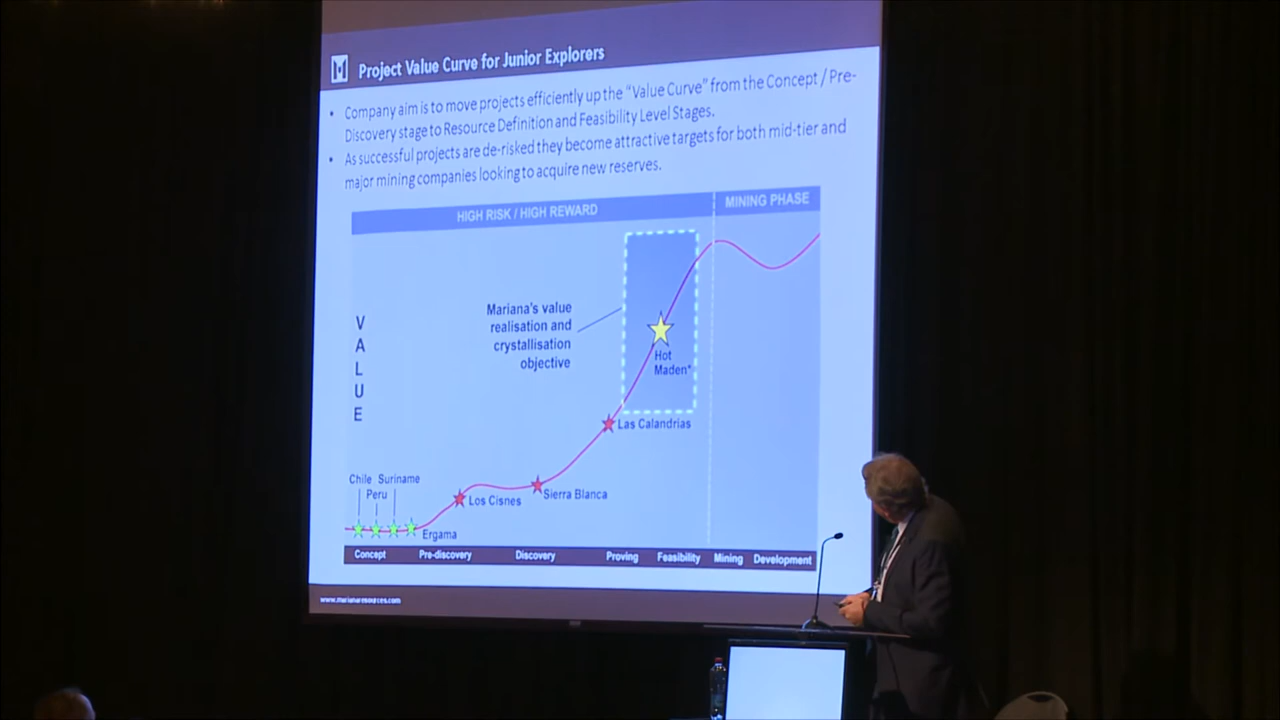 Project Value Curve for Junior Explorers
• Company aim is to move projects efficiently up the “Value Curve” from the Concept / Pre-
Discovery stage to Resource Definition and Feasibility Level Stages.
• As successful projects are de-risked they become attractive targets for both mid-tier and
major mining companies looking to acquire new reserves.
HIGH RISK / HIGH REWARD
MINING PHASE
VALUE
Mariana's value
realisation and
crystallisation
objective
Hot
Maden*
Las Calandrias
Chile Suriname
Peru
Los Cisnes
Sierra Blanca
Ergama
Concept Pre-discovery Discovery Proving Feasibility Mining Development
www.marianaresources.com